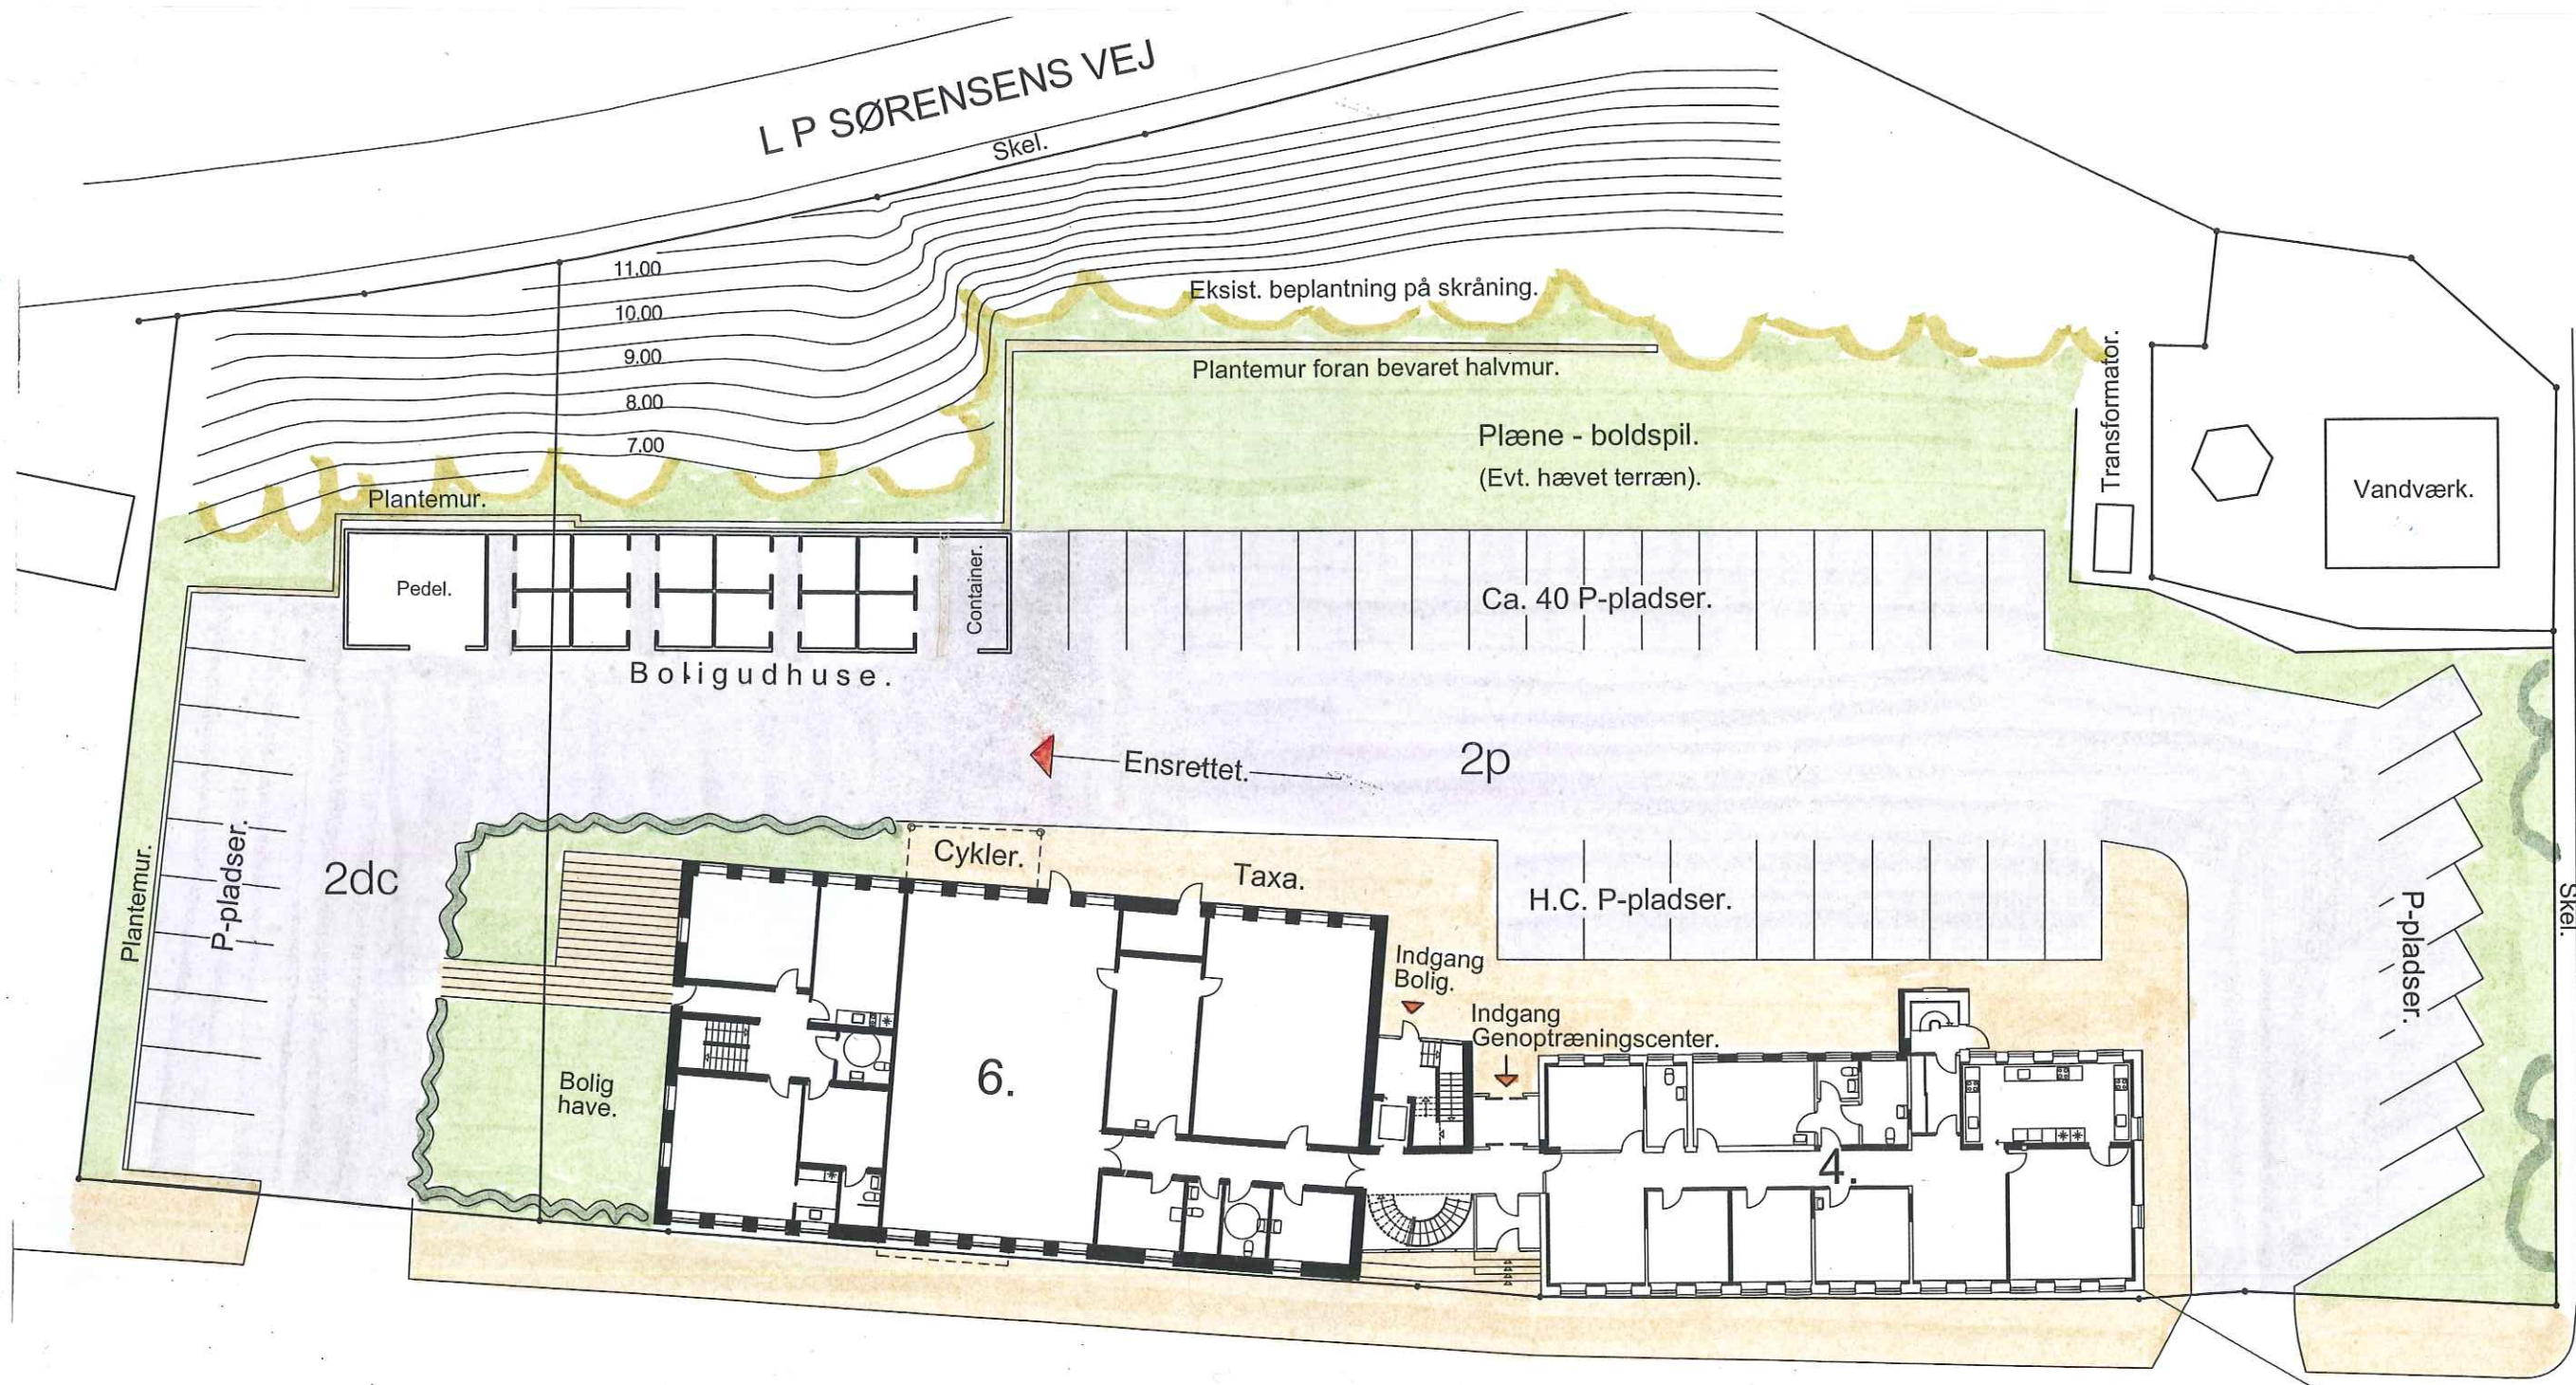 L P SØRENSENS VEJ
Skel.
11.00
10.00
9.00
8.00
7.00
Eksist. beplantning på skråning.
Plantemur foran bevaret halvmur.
Plæne - boldspil.
(Evt. hævet terræn).
Transformator.
Vandværk.
Plantemur.
Pedel.
Container.
Ca. 40 P-pladser.
Boligudhuse.
Ensrettet.
2p
Plantemur.
P-pladser.
2dc
Cykler.
Taxa.
H.C. P-pladser.
P-pladser.
Skel.
Indgang
Bolig.
Indgang
Genoptræningscenter.
Bolig
have.
6.
4.